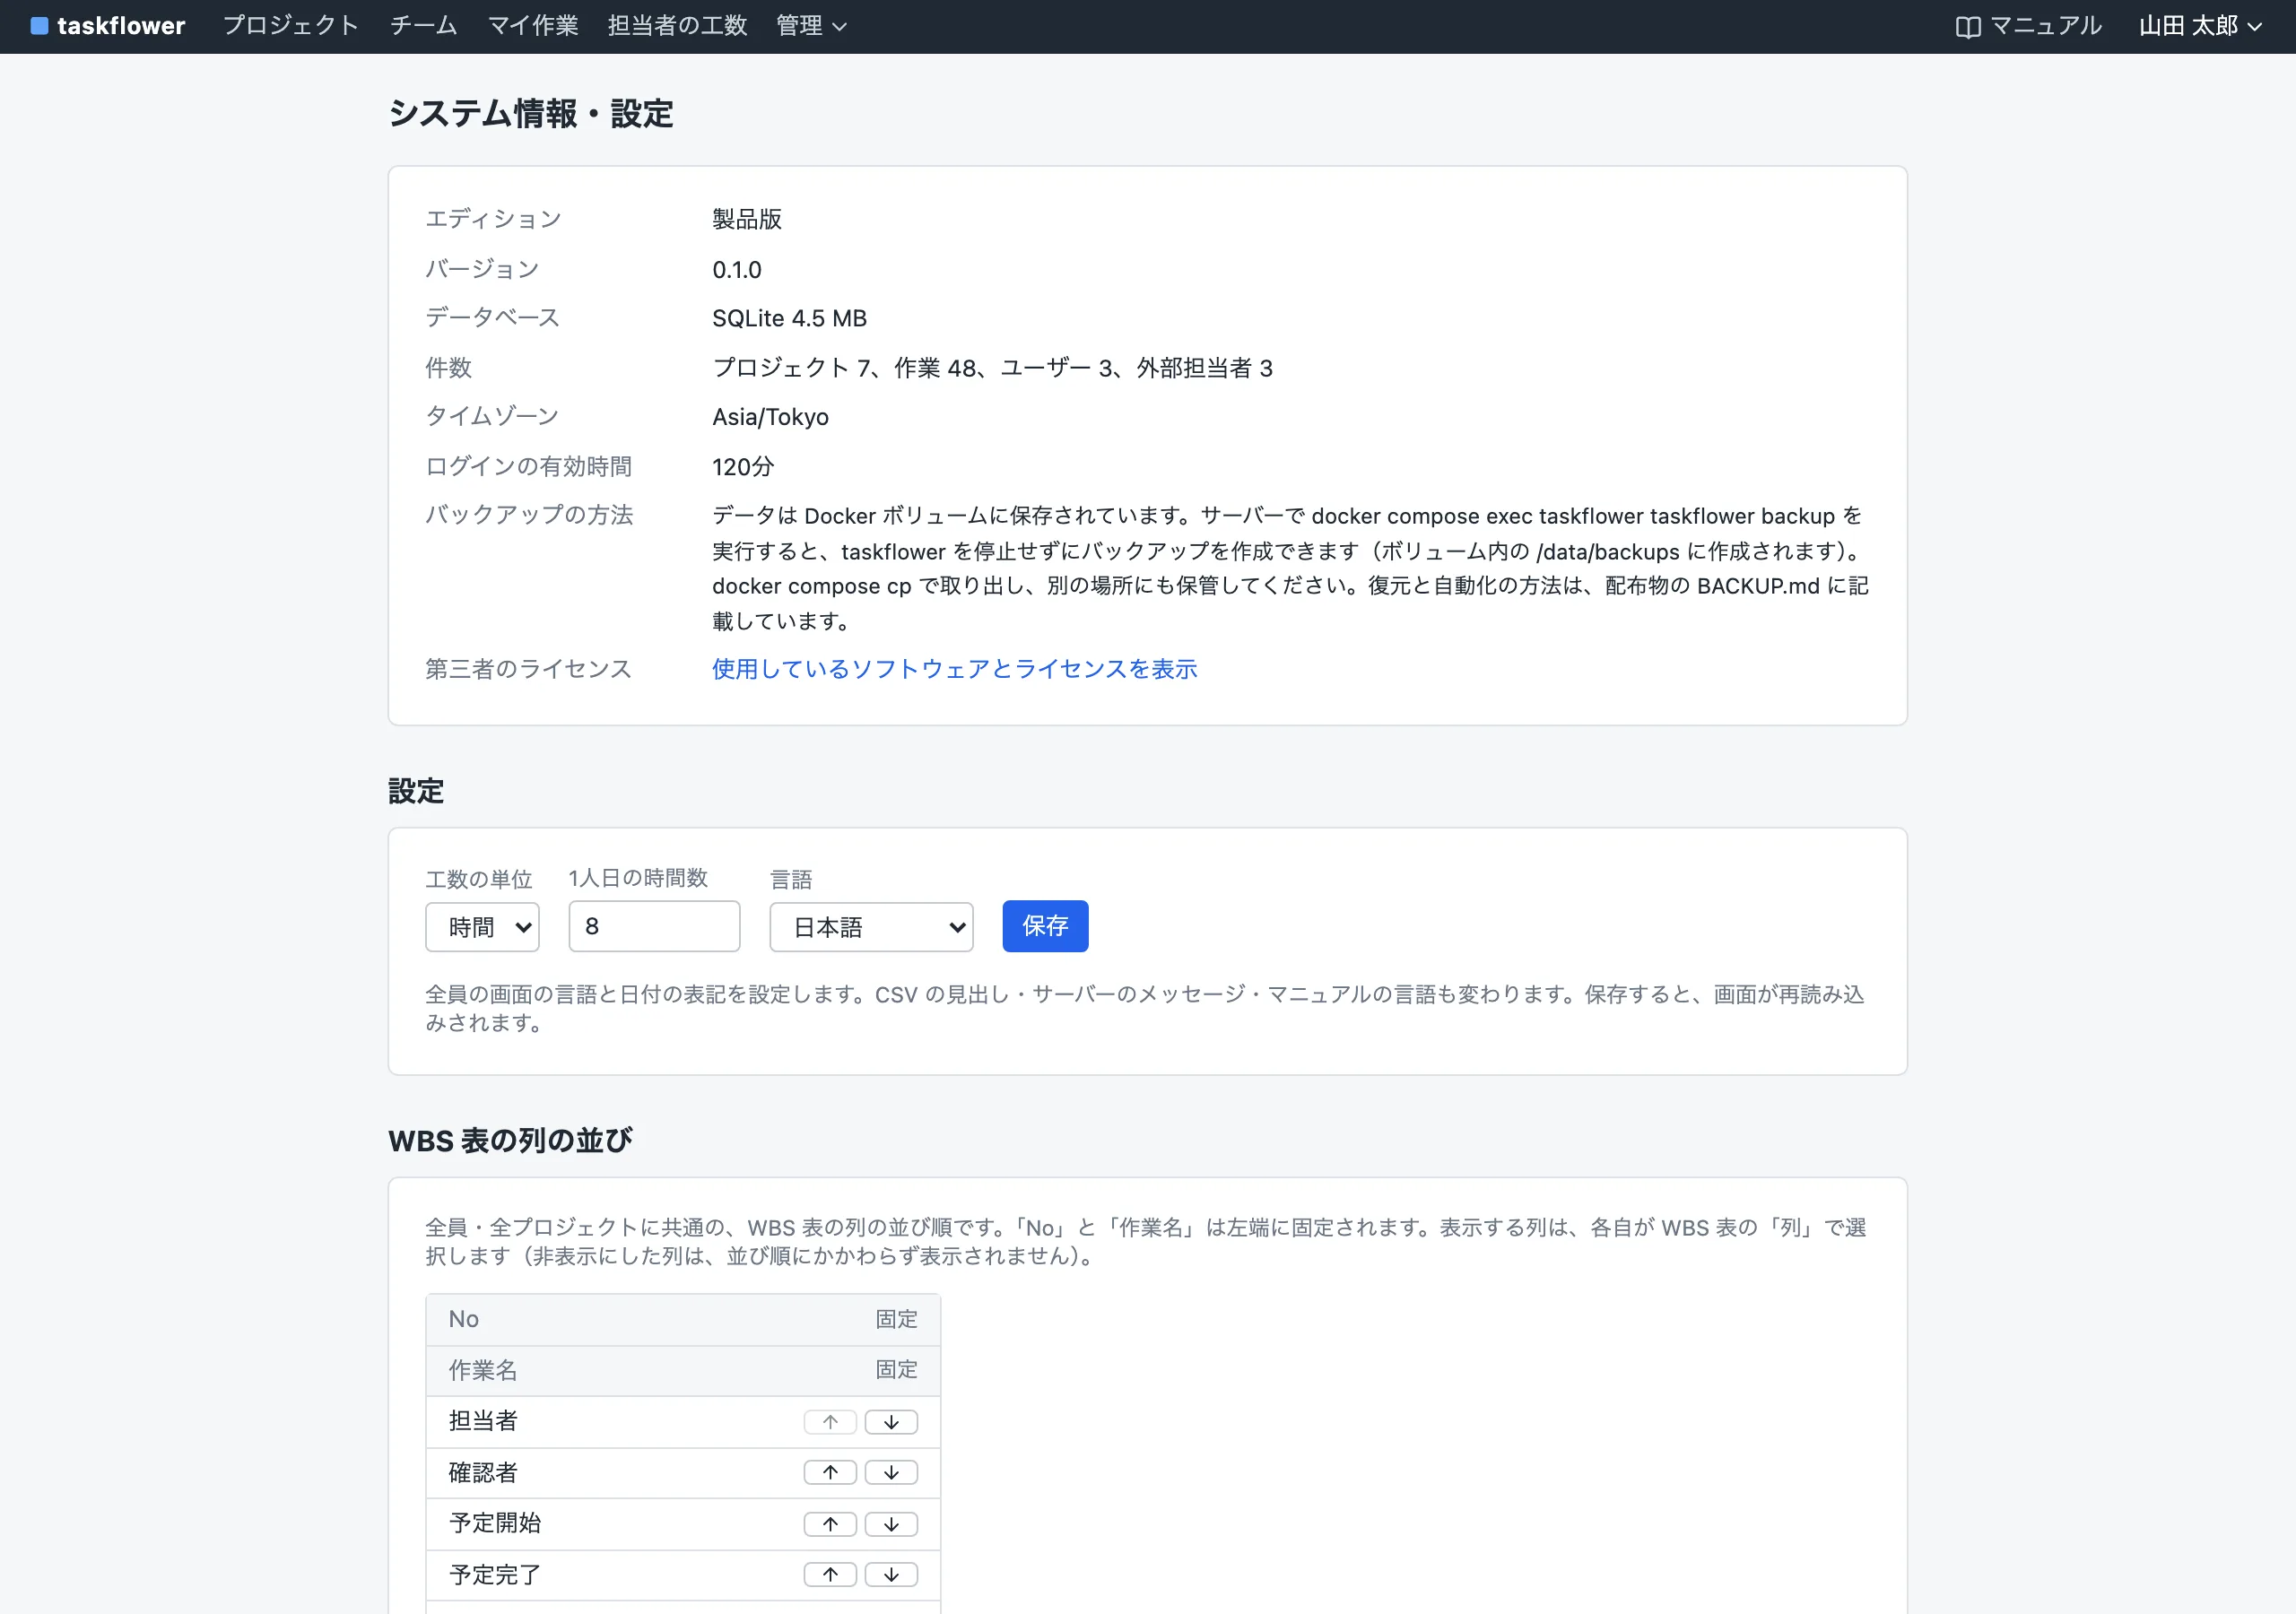 taskflower プロジェクト チーム マイ作業 担当者の工数 管理 マニュアル 山田 太郎
システム情報・設定
エディション 製品版
バージョン 0.1.0
データベース SQLite 4.5 MB
件数 プロジェクト 7、作業 48、ユーザー 3、外部担当者 3
タイムゾーン Asia/Tokyo
ログインの有効時間 120分
バックアップの方法 データは Docker ボリュームに保存されています。サーバーで docker compose exec taskflower taskflower backup を
実行すると、taskflower を停止せずにバックアップを作成できます（ボリューム内の /data/backups に作成されます）。
docker compose cp で取り出し、別の場所にも保管してください。復元と自動化の方法は、配布物の BACKUP.md に記
載しています。
第三者のライセンス 使用しているソフトウェアとライセンスを表示
設定
工数の単位 1人日の時間数 言語
時間 8 日本語 保存
全員の画面の言語と日付の表記を設定します。CSV の見出し・サーバーのメッセージ・マニュアルの言語も変わります。保存すると、画面が再読み込
みされます。
WBS 表の列の並び
全員・全プロジェクトに共通の、WBS 表の列の並び順です。「No」と「作業名」は左端に固定されます。表示する列は、各自が WBS 表の「列」で選
択します（非表示にした列は、並び順にかかわらず表示されません）。
No 固定
作業名 固定
担当者 ↑ ↓
確認者 ↑ ↓
予定開始 ↑ ↓
予定完了 ↑ ↓